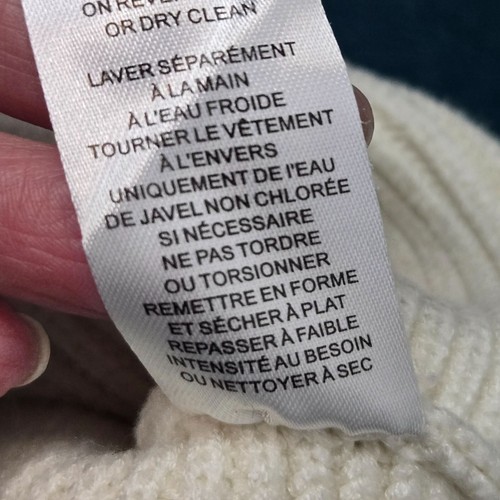 ON REVE
OR DRY CLEAN
LAVER SÉPARÉMENT
À LA MAIN
À L'EAU FROIDE
TOURNER LE VÊTEMENT
À L'ENVERS
UNIQUEMENT DE l'EAU
DE JAVEL NON CHLORÉE
SI NÉCESSAIRE
NE PAS TORDRE
OU TORSIONNER
REMETTRE EN FORME
ET SÉCHER À PLAT
REPASSER À FAIBLE
INTENSITÉ AU BESOIN
OU NETTOYER À SEC